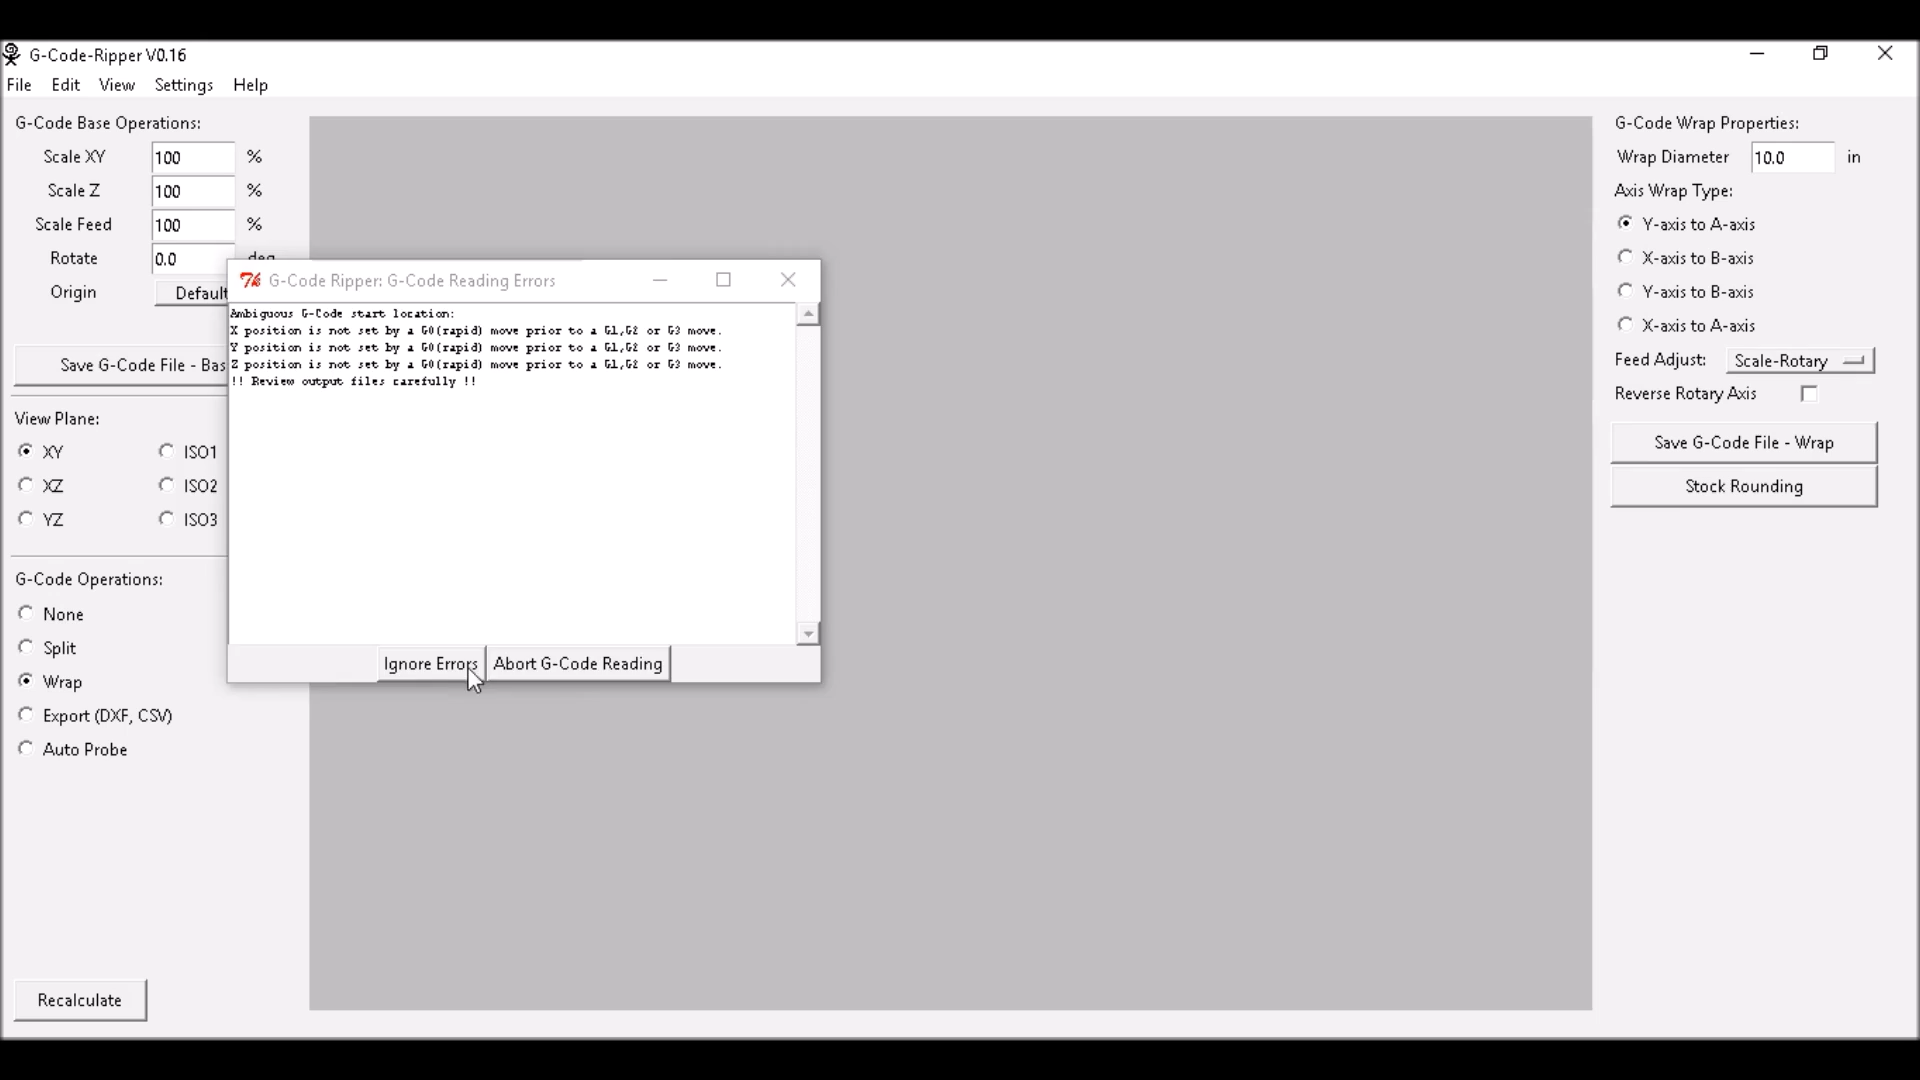 G-Code-Ripper V0.16
File Edit View Settings Help
G-Code Base Operations:
Scale XY 100 %
Scale Z 100 %
Scale Feed 100 %
Rotate 0.0 deg
Origin Default
Save G-Code File - Bas
View Plane:
XY ISO1
XZ ISO2
YZ ISO3
G-Code Operations:
None
Split
Wrap
Export (DXF, CSV)
Auto Probe
Recalculate
G-Code Ripper: G-Code Reading Errors
Ambiguous G-Code start location:
X position is not set by a G0(rapid) move prior to a G1,G2 or G3 move.
Y position is not set by a G0(rapid) move prior to a G1,G2 or G3 move.
Z position is not set by a G0(rapid) move prior to a G1,G2 or G3 move.
!! Review output files carefully !!
Ignore Errors Abort G-Code Reading
G-Code Wrap Properties:
Wrap Diameter 10.0 in
Axis Wrap Type:
Y-axis to A-axis
X-axis to B-axis
Y-axis to B-axis
X-axis to A-axis
Feed Adjust: Scale-Rotary
Reverse Rotary Axis
Save G-Code File - Wrap
Stock Rounding